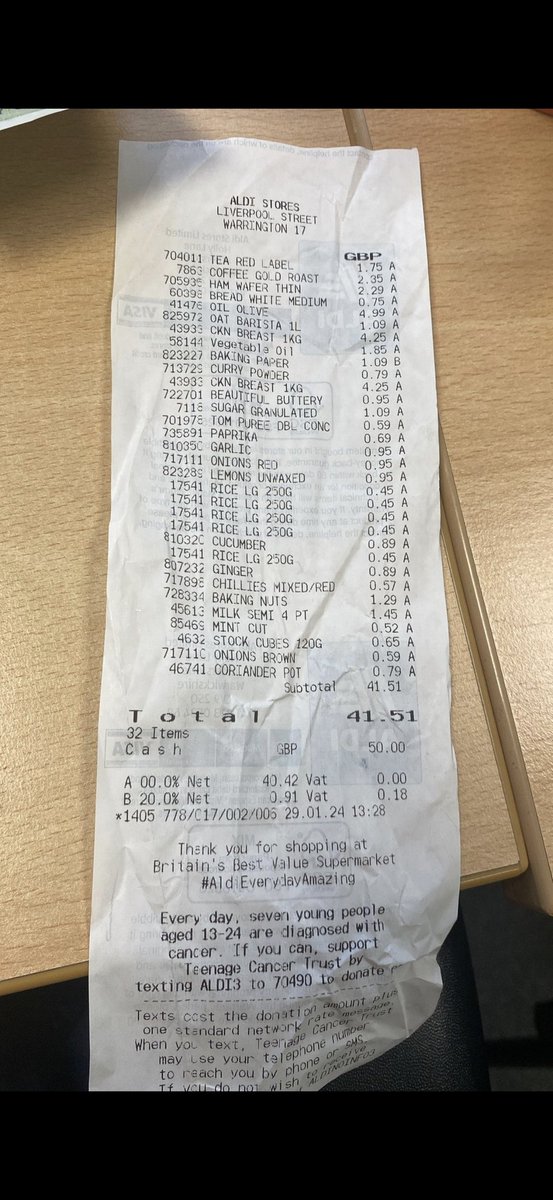 ALDI STORES
LIVERPOOL STREET
WARRINGTON 17
GBP
704011 TEA RED LABEL 1.75 A
7863 COFFEE GOLD ROAST 2.35 A
705935 HAM WAFER THIN 2.29 A
60398 BREAD WHITE MEDIUM 0.75 A
41476 OIL OLIVE 4.99 A
825972 OAT BARISTA 1L 1.09 A
43933 CKN BREAST 1KG 4.25 A
58144 Vegetable Oil 1.85 A
823227 BAKING PAPER 1.09 B
713729 CURRY POWDER 0.79 A
43933 CKN BREAST 1KG 4.25 A
722701 BEAUTIFUL BUTTERY 0.95 A
7118 SUGAR GRANULATED 1.09 A
701978 TOM PUREE DBL CONC 0.59 A
735891 PAPRIKA 0.69 A
81035C GARLIC 0.95 A
717111 ONIONS RED 0.95 A
82328 LEMONS UNWAXED 0.95 A
17541 RICE LG 250G 0.45 A
17541 RICE LG 250G 0.45 A
17541 RICE LG 250G 0.45 A
17541 RICE LG 250G 0.45 A
81032C CUCUMBER 0.89 A
17541 RICE LG 250G 0.45 A
807232 GINGER 0.89 A
717898 CHILLIES MIXED/RED 0.57 A
728334 BAKING NUTS 1.29 A
45613 MILK SEMI 4 PT 1.45 A
85469 MINT CUT 0.52 A
4632 STOCK CUBES 120G 0.65 A
71711C ONIONS BROWN 0.59 A
46741 CORIANDER POT 0.79 A
Subtotal 41.51
Total 41.51
32 Items
Cash GBP 50.00
A 00.0% Net 40.42 Vat 0.00
B 20.0% Net 0.91 Vat 0.18
*1405 778/C17/002/006 29.01.24 13:28
Thank you for shopping at
Britain's Best Value Supermarket
#AldiEverydayAmazing
Every day, seven young people
aged 13-24 are diagnosed with
cancer. If you can, support
Teenage Cancer Trust by
texting ALDI3 to 70490 to donate
Texts cost the donation amount plus
one standard network rate message.
When you text, Teenage Cancer Trust
may use your telephone number
to reach you by phone or SMS.
If you do not wish to receive